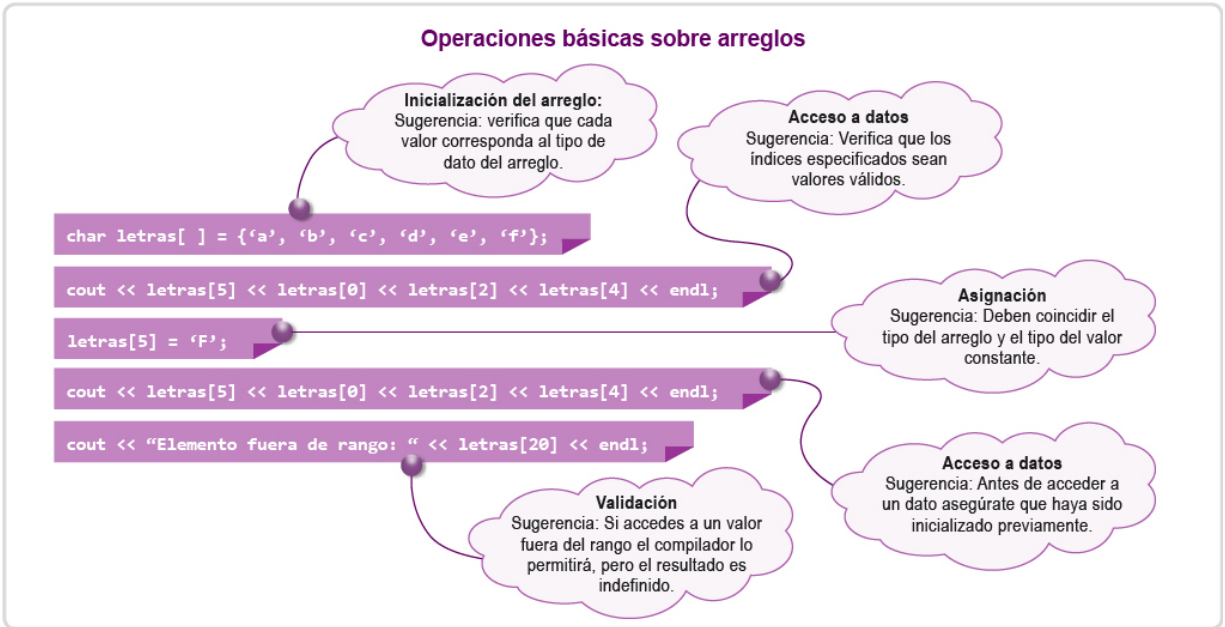 Operaciones básicas sobre arreglos
Inicialización del arreglo:
Sugerencia: verifica que cada
valor corresponda al tipo de
dato del arreglo.
Acceso a datos
Sugerencia: Verifica que los
índices especificados sean
valores válidos.
char letras[ ] = {‘a’, ‘b’, ‘c’, ‘d’, ‘e’, ‘f’};
cout << letras[5] << letras[0] << letras[2] << letras[4] << endl;
Asignación
Sugerencia: Deben coincidir el
tipo del arreglo y el tipo del valor
constante.
letras[5] = ‘F’;
cout << letras[5] << letras[0] << letras[2] << letras[4] << endl;
cout << “Elemento fuera de rango: “ << letras[20] << endl;
Acceso a datos
Sugerencia: Antes de acceder a
un dato asegúrate que haya sido
inicializado previamente.
Validación
Sugerencia: Si accedes a un valor
fuera del rango el compilador lo
permitirá, pero el resultado es
indefinido.